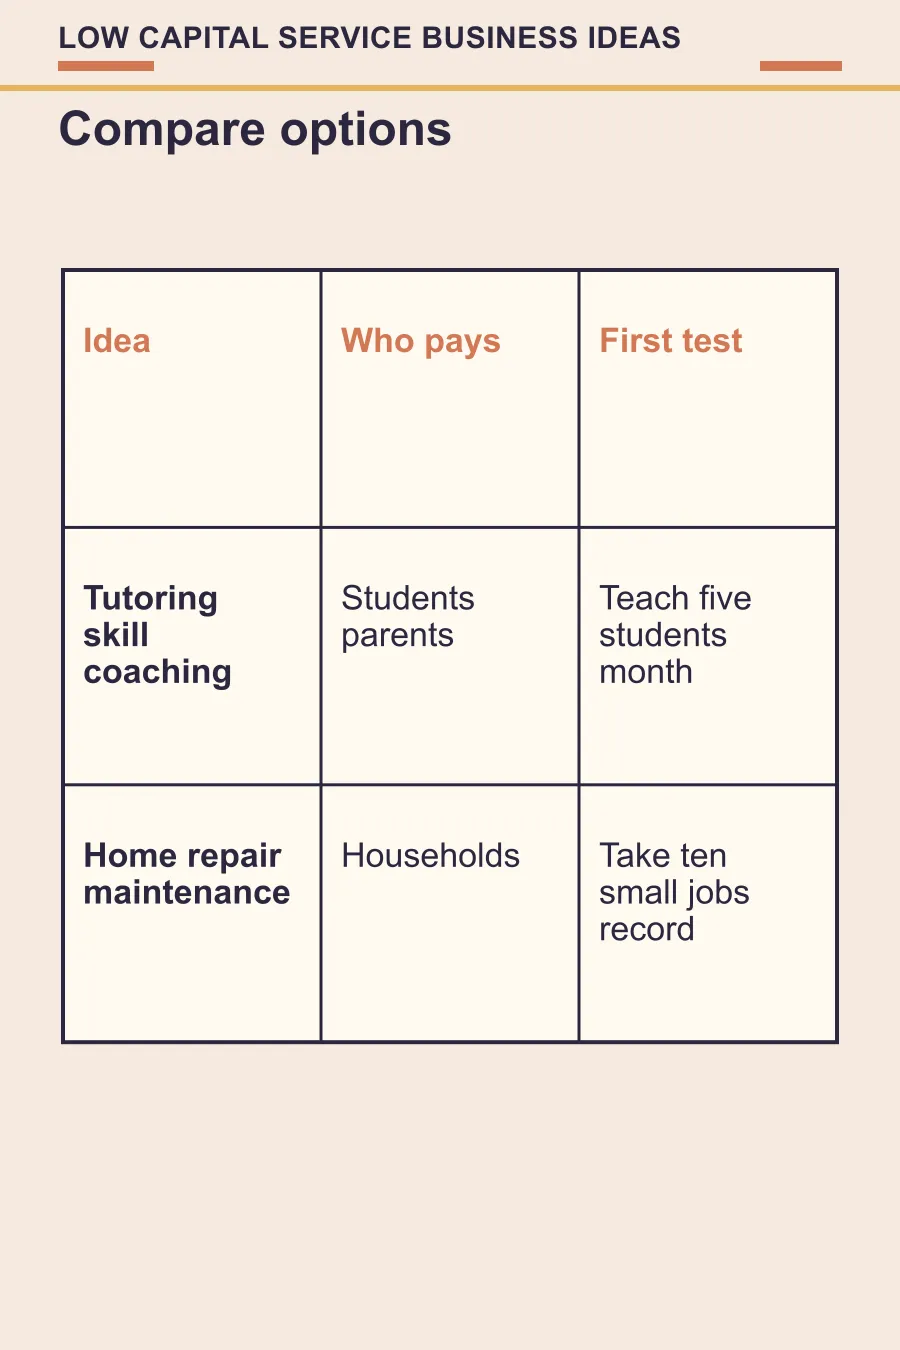 LOW CAPITAL SERVICE BUSINESS IDEAS
Compare options
Idea
Who pays
First test
Tutoring
skill
coaching
Students
parents
Teach five
students
month
Home repair
maintenance
Households
Take ten
small jobs
record